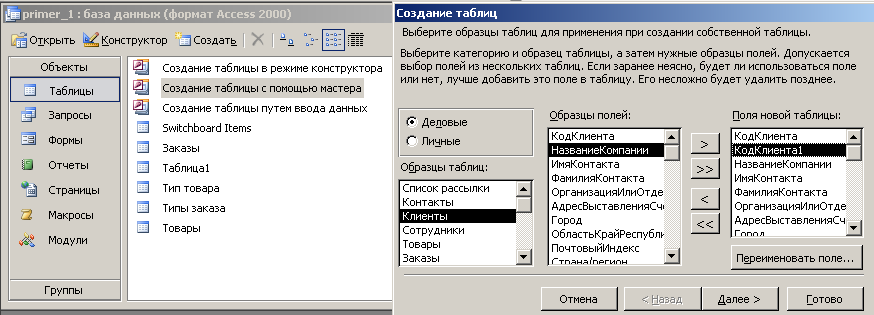 primer_1 : база данных (формат Access 2000)
Открыть Конструктор Создать
Объекты
Таблицы
Запросы
Формы
Отчеты
Страницы
Макросы
Модули
Группы
Создание таблицы в режиме конструктора
Создание таблицы с помощью мастера
Создание таблицы путем ввода данных
Switchboard Items
Заказы
Таблица1
Тип товара
Типы заказа
Товары
Создание таблиц
Выберите образцы таблиц для применения при создании собственной таблицы.
Выберите категорию и образец таблицы, а затем нужные образцы полей. Допускается
выбор полей из нескольких таблиц. Если заранее неясно, будет ли использоваться поле
или нет, лучше добавить это поле в таблицу. Его несложно будет удалить позднее.
Деловые
Личные
Образцы таблиц:
Список рассылки
Контакты
Клиенты
Сотрудники
Товары
Заказы
Образцы полей:
КодКлиента
НазваниеКомпании
ИмяКонтакта
ФамилияКонтакта
ОрганизацияИлиОтде
АдресВыставленияСч
Город
ОбластьКрайРеспубли
ПочтовыйИндекс
Страна/регион
>
>>
<
<<
Поля новой таблицы:
КодКлиента
КодКлиента1
НазваниеКомпании
ИмяКонтакта
ФамилияКонтакта
ОрганизацияИлиОтде
АдресВыставленияСч
Город
Переименовать поле...
Отмена < Назад Далее > Готово